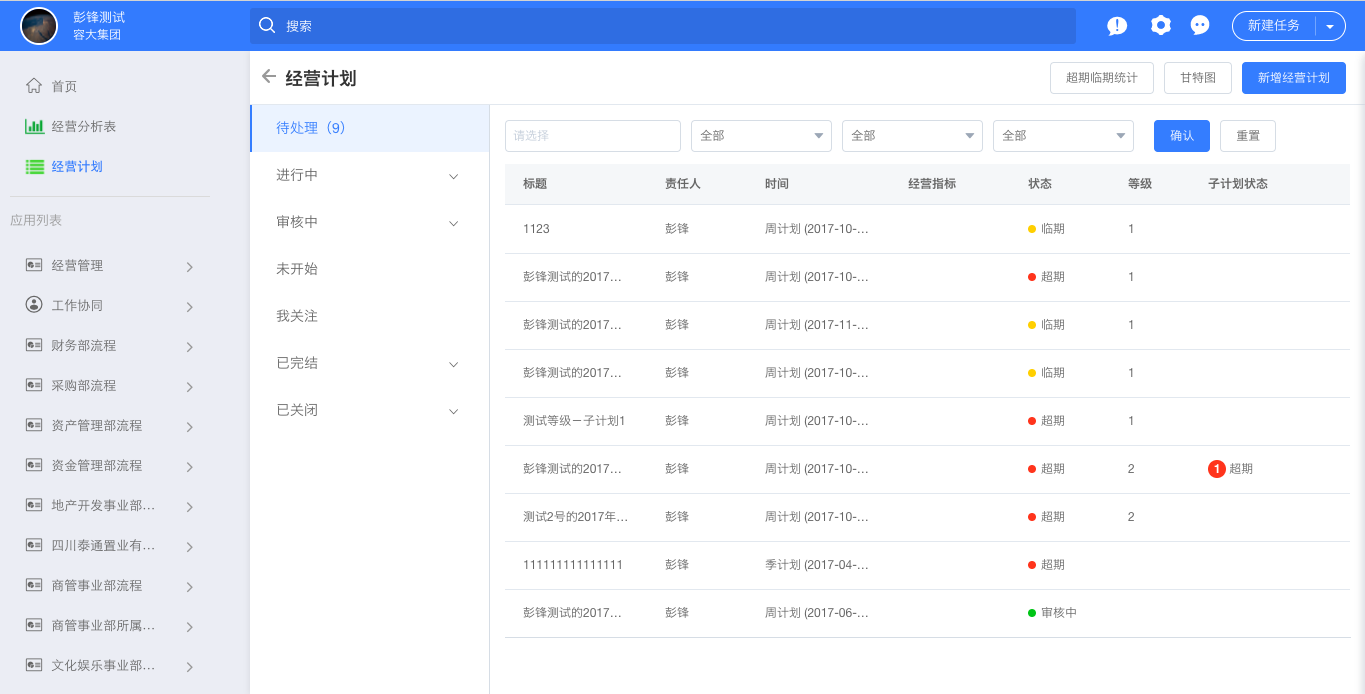 彭锋测试
容大集团
搜索
新建任务
首页
经营分析表
经营计划
应用列表
经营管理
工作协同
财务部流程
采购部流程
资产管理部流程
资金管理部流程
地产开发事业部...
四川泰通置业有...
商管事业部流程
商管事业部所属...
文化娱乐事业部...
经营计划
超期临期统计 甘特图 新增经营计划
待处理（9）
进行中
审核中
未开始
我关注
已完结
已关闭
请选择 全部 全部 全部 确认 重置
标题 责任人 时间 经营指标 状态 等级 子计划状态
1123 彭锋 周计划 (2017-10-... 临期 1
彭锋测试的2017... 彭锋 周计划 (2017-10-... 超期 1
彭锋测试的2017... 彭锋 周计划 (2017-11-... 临期 1
彭锋测试的2017... 彭锋 周计划 (2017-10-... 临期 1
测试等级－子计划1 彭锋 周计划 (2017-10-... 超期 1
彭锋测试的2017... 彭锋 周计划 (2017-10-... 超期 2 1 超期
测试2号的2017年... 彭锋 周计划 (2017-10-... 超期 2
111111111111111 彭锋 季计划 (2017-04-... 超期
彭锋测试的2017... 彭锋 周计划 (2017-06-... 审核中